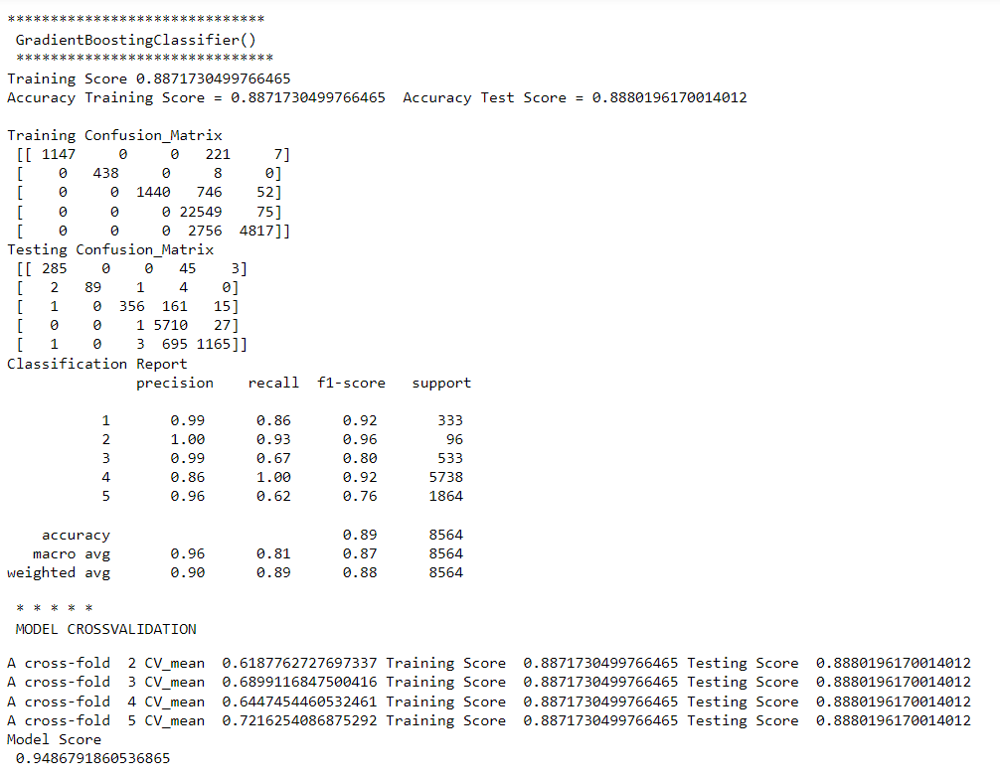 ******************************
GradientBoostingClassifier()
******************************
Training Score 0.8871730499766465
Accuracy Training Score = 0.8871730499766465  Accuracy Test Score = 0.8880196170014012
Training Confusion_Matrix
[[ 1147     0     0   221     7]
[    0   438     0     8     0]
[    0     0  1440   746    52]
[    0     0     0 22549    75]
[    0     0     0  2756  4817]]
Testing Confusion_Matrix
[[ 285    0    0   45    3]
[   2   89    1    4    0]
[   1    0  356  161   15]
[   0    0    1 5710   27]
[   1    0    3  695 1165]]
Classification Report
precision    recall  f1-score   support
1       0.99      0.86      0.92       333
2       1.00      0.93      0.96        96
3       0.99      0.67      0.80       533
4       0.86      1.00      0.92      5738
5       0.96      0.62      0.76      1864
accuracy                           0.89      8564
macro avg       0.96      0.81      0.87      8564
weighted avg       0.90      0.89      0.88      8564
* * * * *
MODEL CROSSVALIDATION
A cross-fold  2 CV_mean  0.6187762727697337 Training Score  0.8871730499766465 Testing Score  0.8880196170014012
A cross-fold  3 CV_mean  0.6899116847500416 Training Score  0.8871730499766465 Testing Score  0.8880196170014012
A cross-fold  4 CV_mean  0.6447454460532461 Training Score  0.8871730499766465 Testing Score  0.8880196170014012
A cross-fold  5 CV_mean  0.7216254086875292 Training Score  0.8871730499766465 Testing Score  0.8880196170014012
Model Score
0.9486791860536865